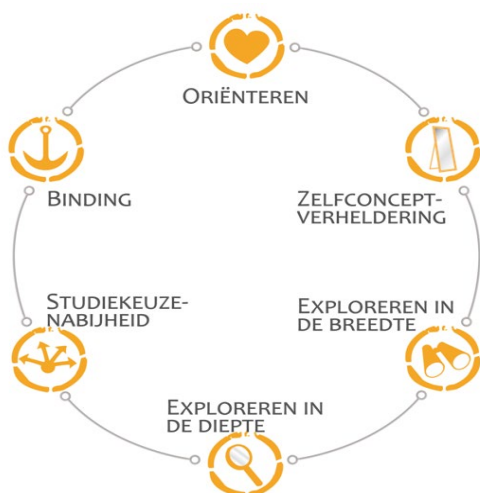 ORIËNTEREN
ZELFCONCEPT-
VERHELDERING
EXPLOREREN IN
DE BREEDTE
EXPLOREREN IN
DE DIEPTE
STUDIEKEUZE-
NABIJHEID
BINDING